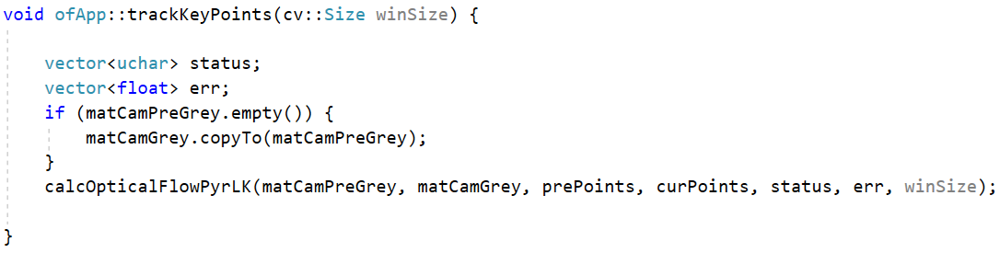 void ofApp::trackKeyPoints(cv::Size winSize) {
vector<uchar> status;
vector<float> err;
if (matCamPreGrey.empty()) {
matCamGrey.copyTo(matCamPreGrey);
}
calcOpticalFlowPyrLK(matCamPreGrey, matCamGrey, prePoints, curPoints, status, err, winSize);
}